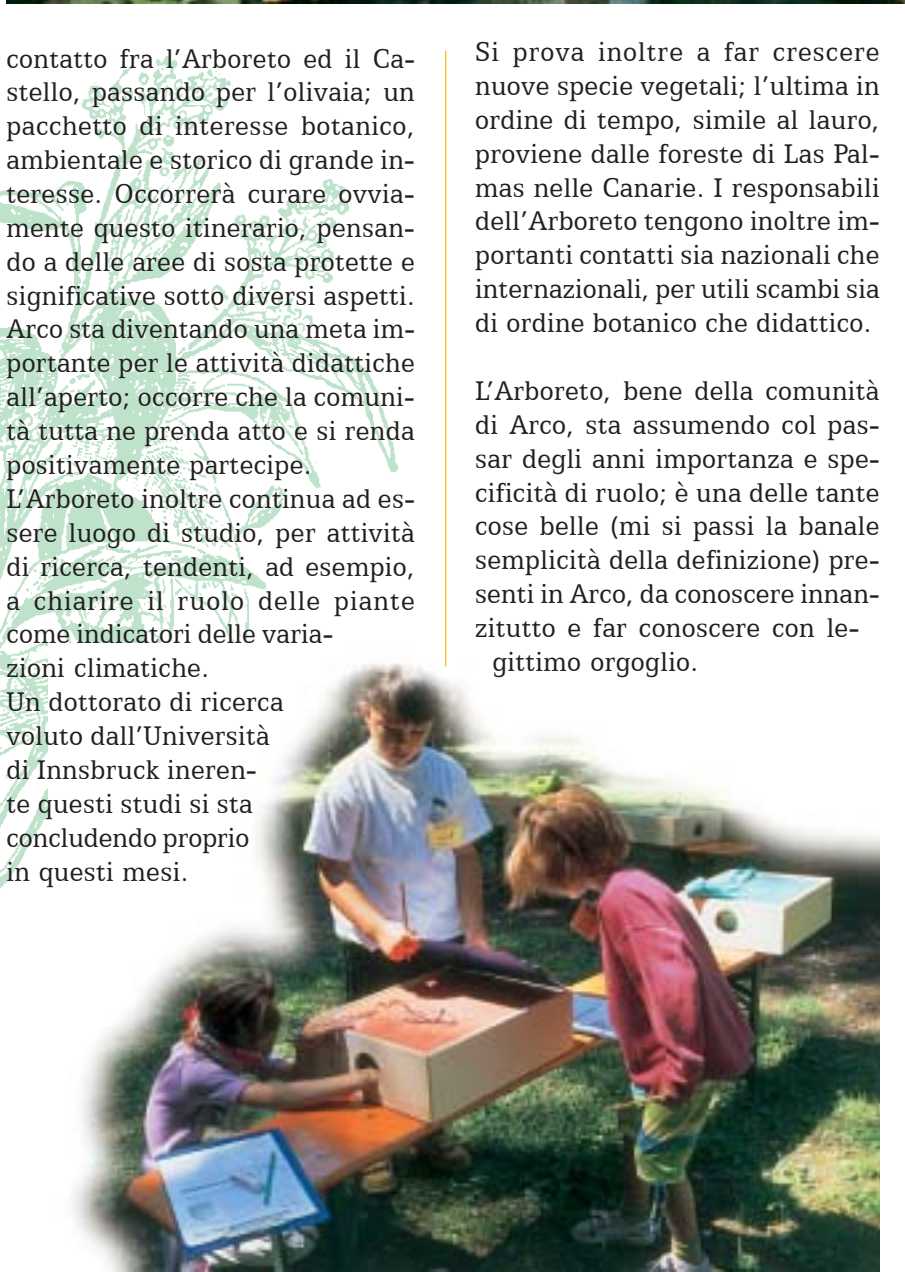 contatto fra l'Arboreto ed il Ca-
stello, passando per l'olivaia; un
pacchetto di interesse botanico,
ambientale e storico di grande in-
teresse. Occorrerà curare ovvia-
mente questo itinerario, pensan-
do a delle aree di sosta protette e
significative sotto diversi aspetti.
Arco sta diventando una meta im-
portante per le attività didattiche
all'aperto; occorre che la comuni-
tà tutta ne prenda atto e si renda
positivamente partecipe.
L'Arboreto inoltre continua ad es-
sere luogo di studio, per attività
di ricerca, tendenti, ad esempio,
a chiarire il ruolo delle piante
come indicatori delle varia-
zioni climatiche.
Un dottorato di ricerca
voluto dall'Università
di Innsbruck ineren-
te questi studi si sta
concludendo proprio
in questi mesi.
Si prova inoltre a far crescere
nuove specie vegetali; l'ultima in
ordine di tempo, simile al lauro,
proviene dalle foreste di Las Pal-
mas nelle Canarie. I responsabili
dell'Arboreto tengono inoltre im-
portanti contatti sia nazionali che
internazionali, per utili scambi sia
di ordine botanico che didattico.
L'Arboreto, bene della comunità
di Arco, sta assumendo col pas-
sar degli anni importanza e spe-
cificità di ruolo; è una delle tante
cose belle (mi si passi la banale
semplicità della definizione) pre-
senti in Arco, da conoscere innan-
zitutto e far conoscere con le-
gittimo orgoglio.